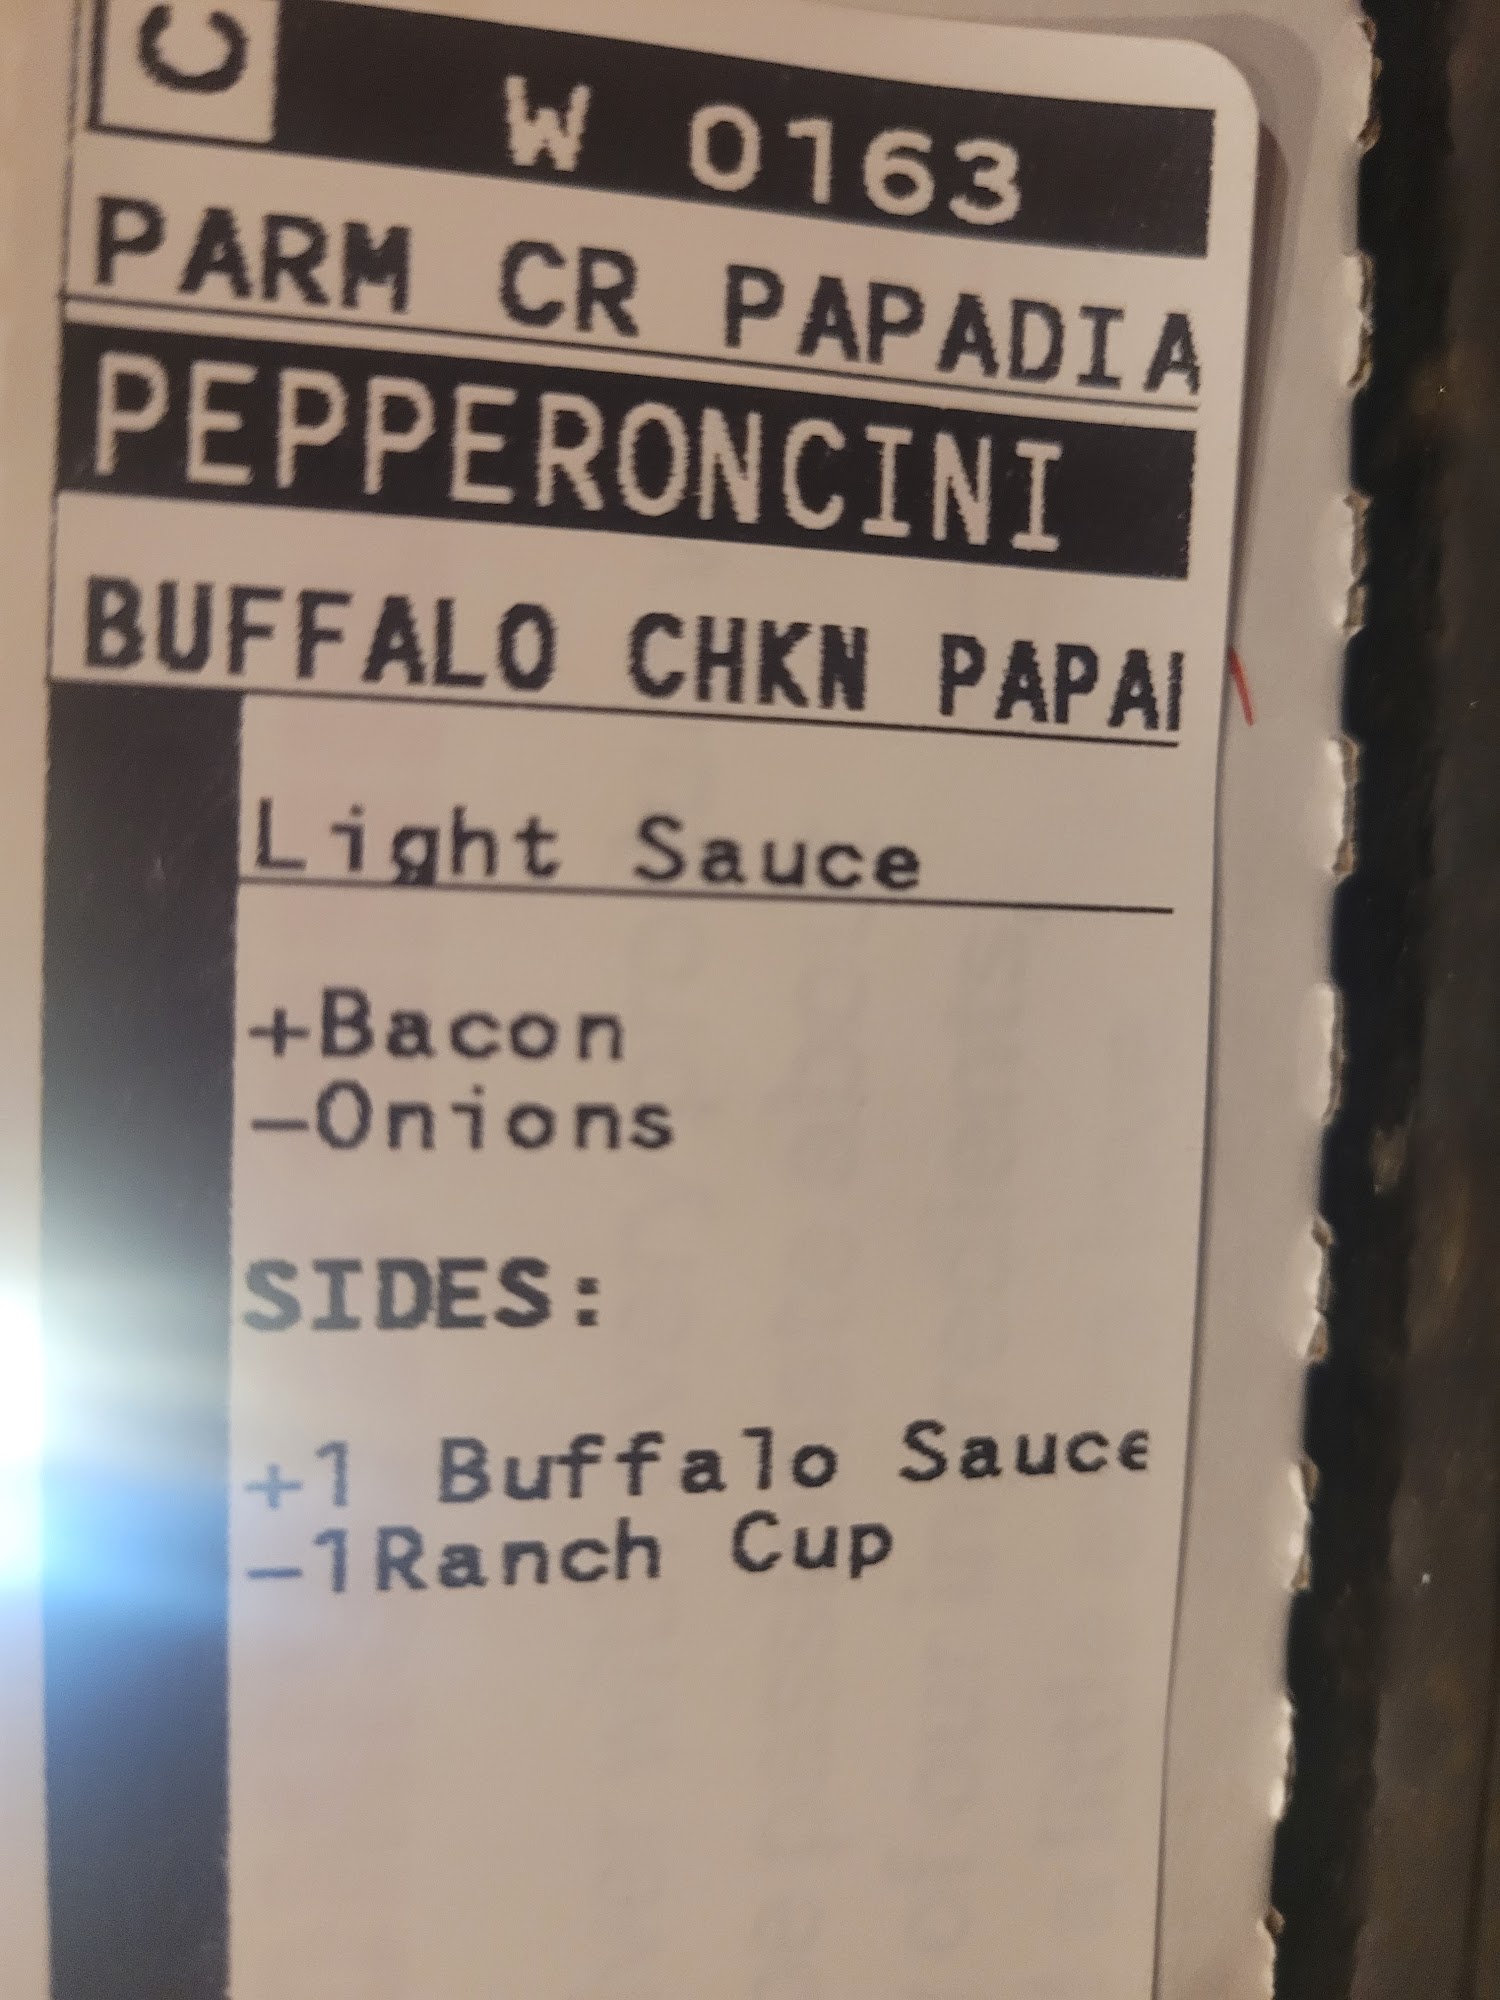 C W 0163
PARM CR PAPADIA
PEPPERONCINI
BUFFALO CHKN PAPAI
Light Sauce
+Bacon
-Onions
SIDES:
+1 Buffalo Sauce
-1Ranch Cup